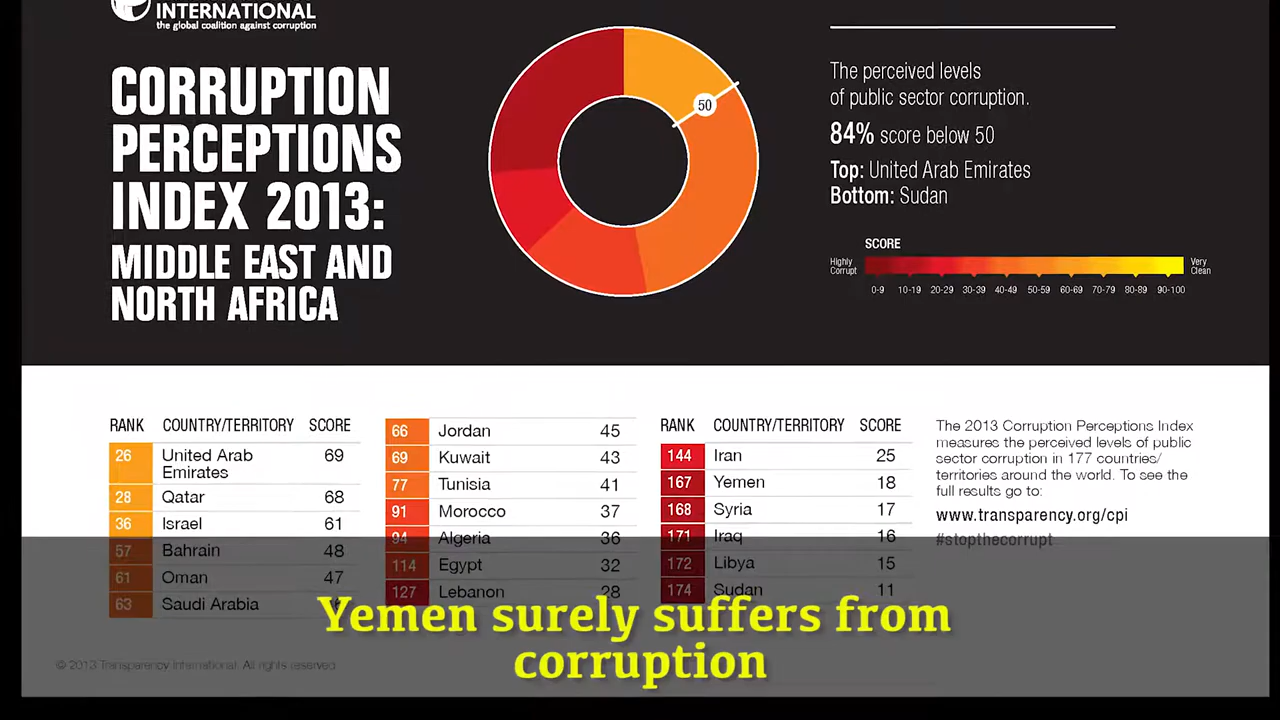 INTERNATIONAL
the global coalition against corruption
CORRUPTION
PERCEPTIONS
INDEX 2013:
MIDDLE EAST AND
NORTH AFRICA
50
The perceived levels
of public sector corruption.
84% score below 50
Top: United Arab Emirates
Bottom: Sudan
SCORE
Highly
Corrupt
Very
Clean
0-9 10-19 20-29 30-39 40-49 50-59 60-69 70-79 80-89 90-100
RANK COUNTRY/TERRITORY SCORE
26 United Arab
Emirates 69
28 Qatar 68
36 Israel 61
57 Bahrain 48
61 Oman 47
63 Saudi Arabia
66 Jordan 45
69 Kuwait 43
77 Tunisia 41
91 Morocco 37
94 Algeria 36
114 Egypt 32
127 Lebanon 28
RANK COUNTRY/TERRITORY SCORE
144 Iran 25
167 Yemen 18
168 Syria 17
171 Iraq 16
172 Libya 15
174 Sudan 11
The 2013 Corruption Perceptions Index
measures the perceived levels of public
sector corruption in 177 countries/
territories around the world. To see the
full results go to:
www.transparency.org/cpi
#stopthecorrupt
© 2013 Transparency International. All rights reserved.
Yemen surely suffers from
corruption